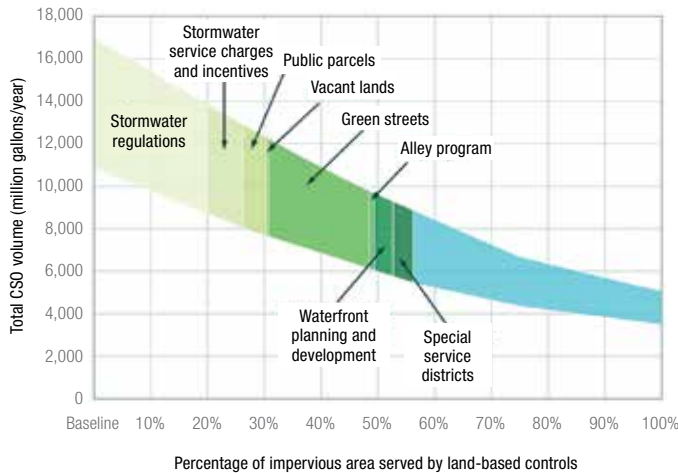 18,000
16,000
14,000
12,000
10,000
8,000
6,000
4,000
2,000
0
Total CSO volume (million gallons/year)
Stormwater
regulations
Stormwater
service charges
and incentives
Public parcels
Vacant lands
Green streets
Alley program
Waterfront
planning and
development
Special
service
districts
Baseline 10% 20% 30% 40% 50% 60% 70% 80% 90% 100%
Percentage of impervious area served by land-based controls